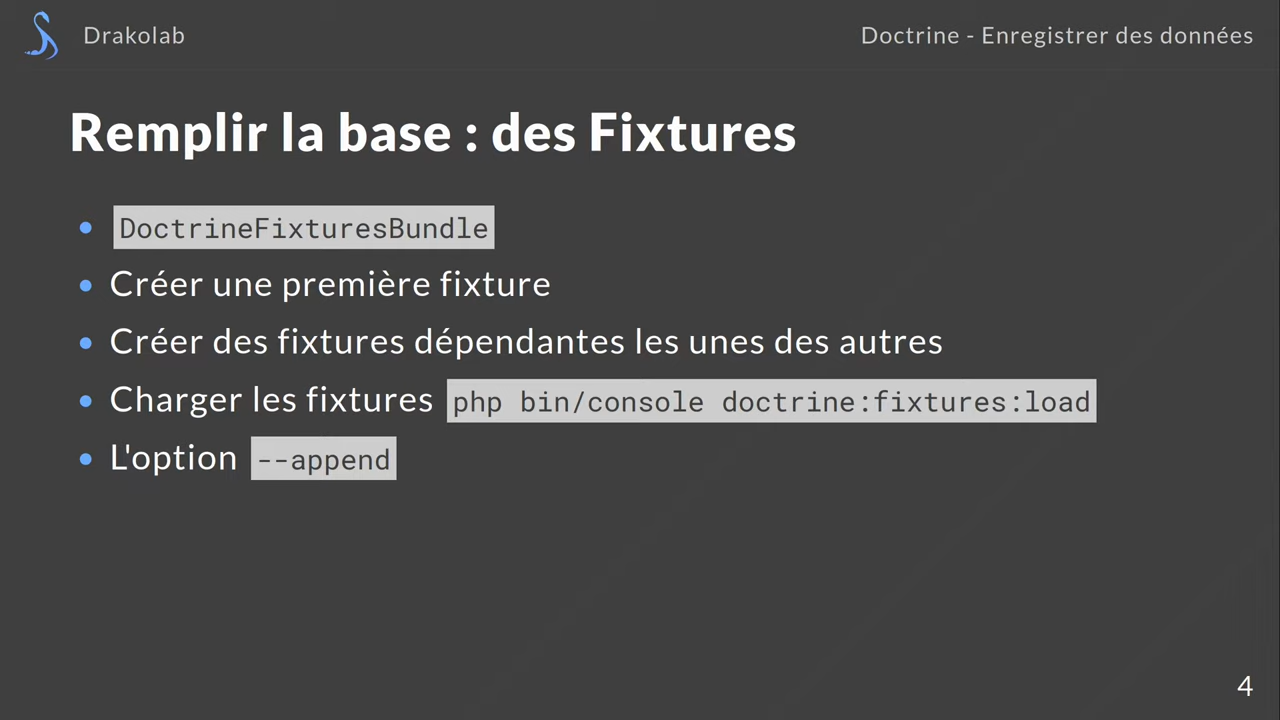 Drakolab
Doctrine - Enregistrer des données
Remplir la base : des Fixtures
DoctrineFixturesBundle
Créer une première fixture
Créer des fixtures dépendantes les unes des autres
Charger les fixtures php bin/console doctrine:fixtures:load
L'option --append
4